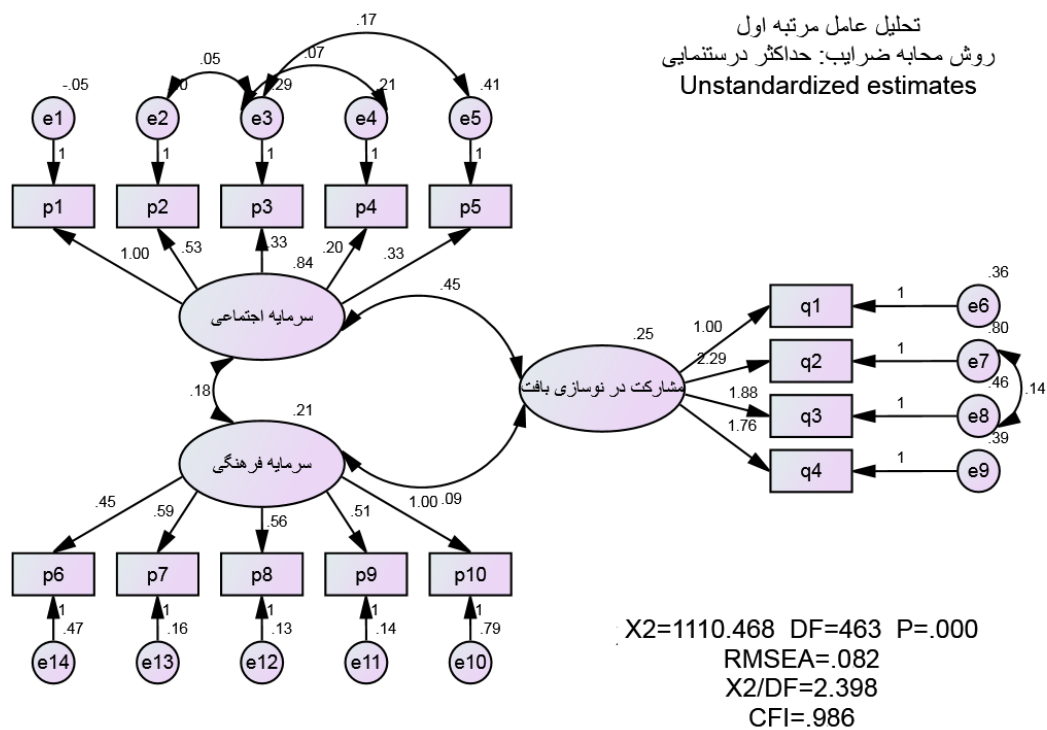 تحلیل عامل مرتبه اول
روش محابه ضرایب: حداکثر درستنمایی
Unstandardized estimates
.17
.07
.05
-.05
.29
.21
.41
e1
e2
e3
e4
e5
1
1
1
1
1
p1
p2
p3
p4
p5
1.00
.53
.33
.20
.33
.84
سرمایه اجتماعی
.45
.18
.25
مشارکت در نوسازی بافت
1.00
2.29
1.88
1.76
q1
q2
q3
q4
1
1
1
1
.36
e6
.80
e7
.46
e8
.39
e9
.14
.21
سرمایه فرهنگی
.09
.45
.59
.56
.51
1.00
p6
p7
p8
p9
p10
1
1
1
1
1
.47
.16
.13
.14
.79
e14
e13
e12
e11
e10
X2=1110.468 DF=463 P=.000
RMSEA=.082
X2/DF=2.398
CFI=.986